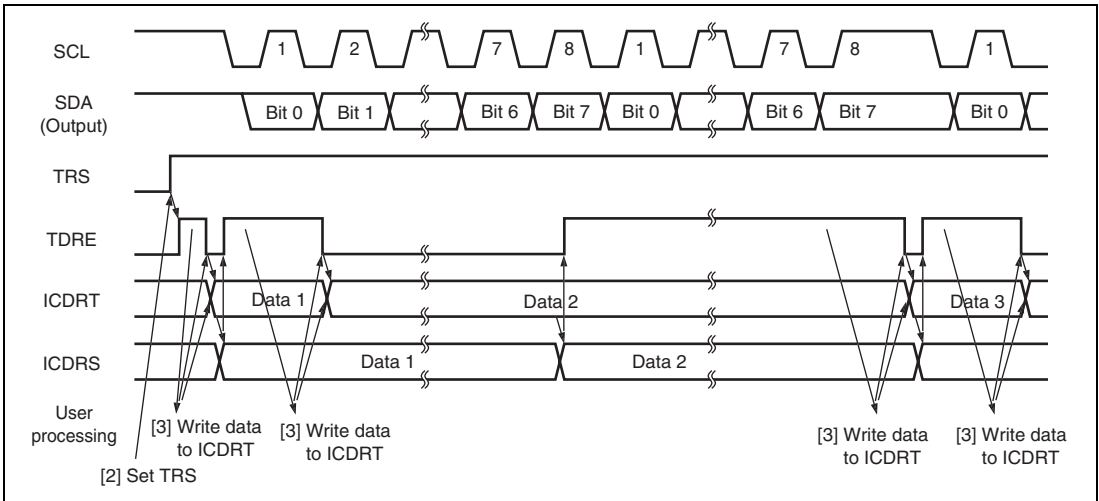 SCL 1 2 7 8 1 7 8 1
SDA
(Output) Bit 0 Bit 1 Bit 6 Bit 7 Bit 0 Bit 6 Bit 7 Bit 0
TRS
TDRE
ICDRT Data 1 Data 2 Data 3
ICDRS Data 1 Data 2
User
processing
[3] Write data
to ICDRT
[3] Write data
to ICDRT
[3] Write data
to ICDRT
[3] Write data
to ICDRT
[2] Set TRS